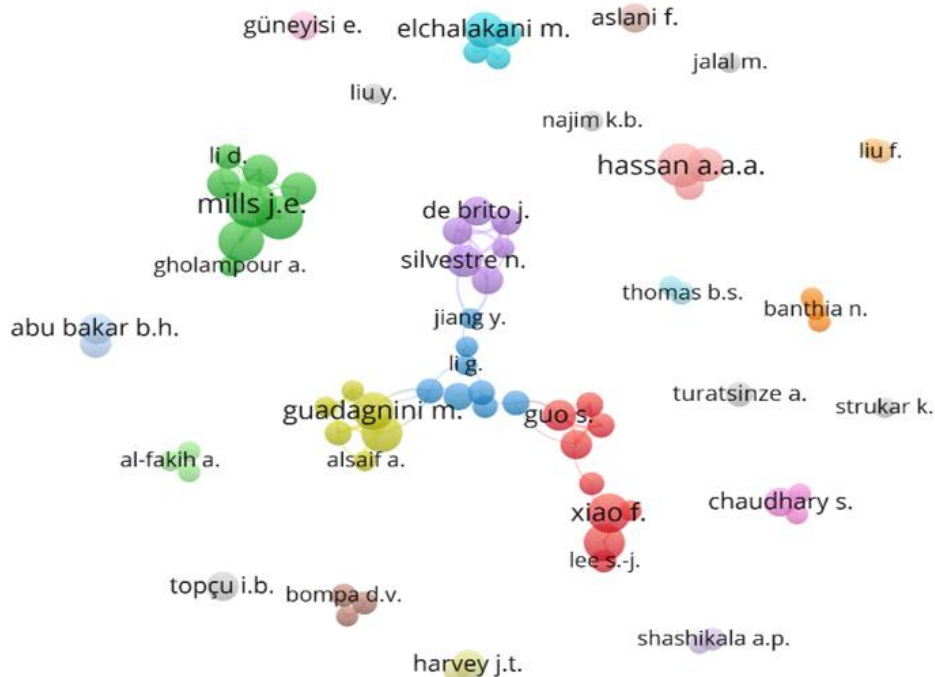 güneyisi e.
elchalakani m.
aslani f.
jalal m.
liu y.
najim k.b.
li d.
hassan a.a.a.
liu f.
mills j.e.
de brito j.
gholampour a.
silvestre n.
thomas b.s.
banthia n.
abu bakar b.h.
jiang y.
li g.
turatsinze a.
strukar k.
guadagnini m.
guo s.
al-fakih a.
alsaif a.
chaudhary s.
xiao f.
lee s.-j.
topçu i.b.
bompa d.v.
shashikala a.p.
harvey j.t.